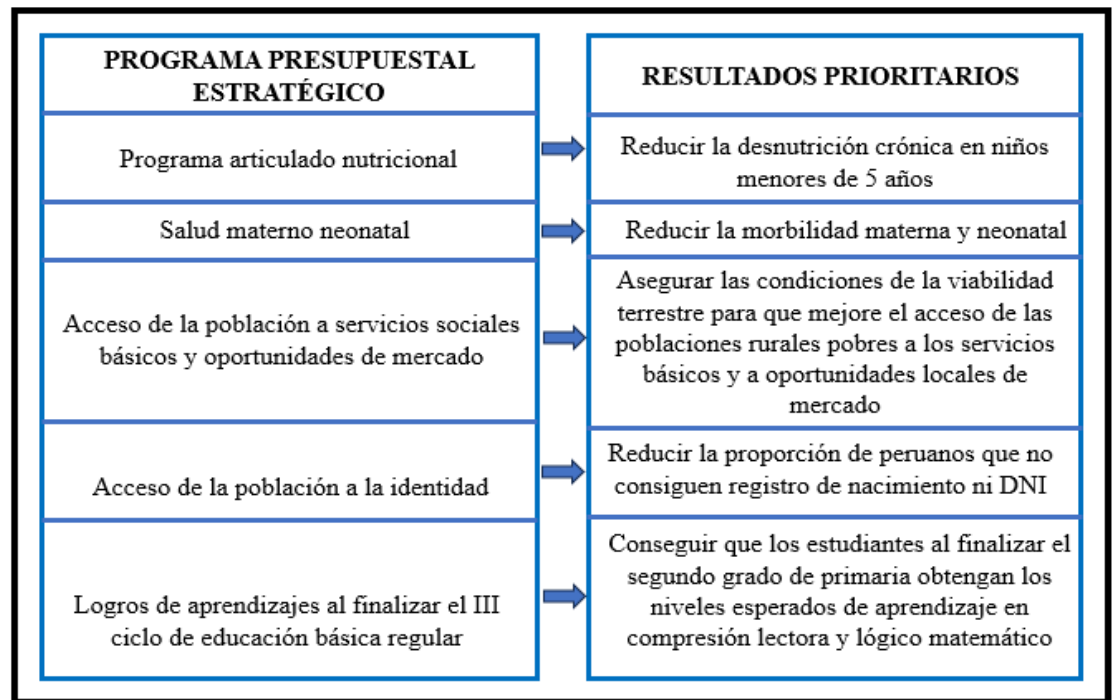 PROGRAMA PRESUPUESTAL
ESTRATÉGICO
RESULTADOS PRIORITARIOS
Programa articulado nutricional
Reducir la desnutrición crónica en niños
menores de 5 años
Salud materno neonatal
Reducir la morbilidad materna y neonatal
Acceso de la población a servicios sociales
básicos y oportunidades de mercado
Asegurar las condiciones de la viabilidad
terrestre para que mejore el acceso de las
poblaciones rurales pobres a los servicios
básicos y a oportunidades locales de
mercado
Acceso de la población a la identidad
Reducir la proporción de peruanos que no
consiguen registro de nacimiento ni DNI
Logros de aprendizajes al finalizar el III
ciclo de educación básica regular
Conseguir que los estudiantes al finalizar el
segundo grado de primaria obtengan los
niveles esperados de aprendizaje en
compresión lectora y lógico matemático